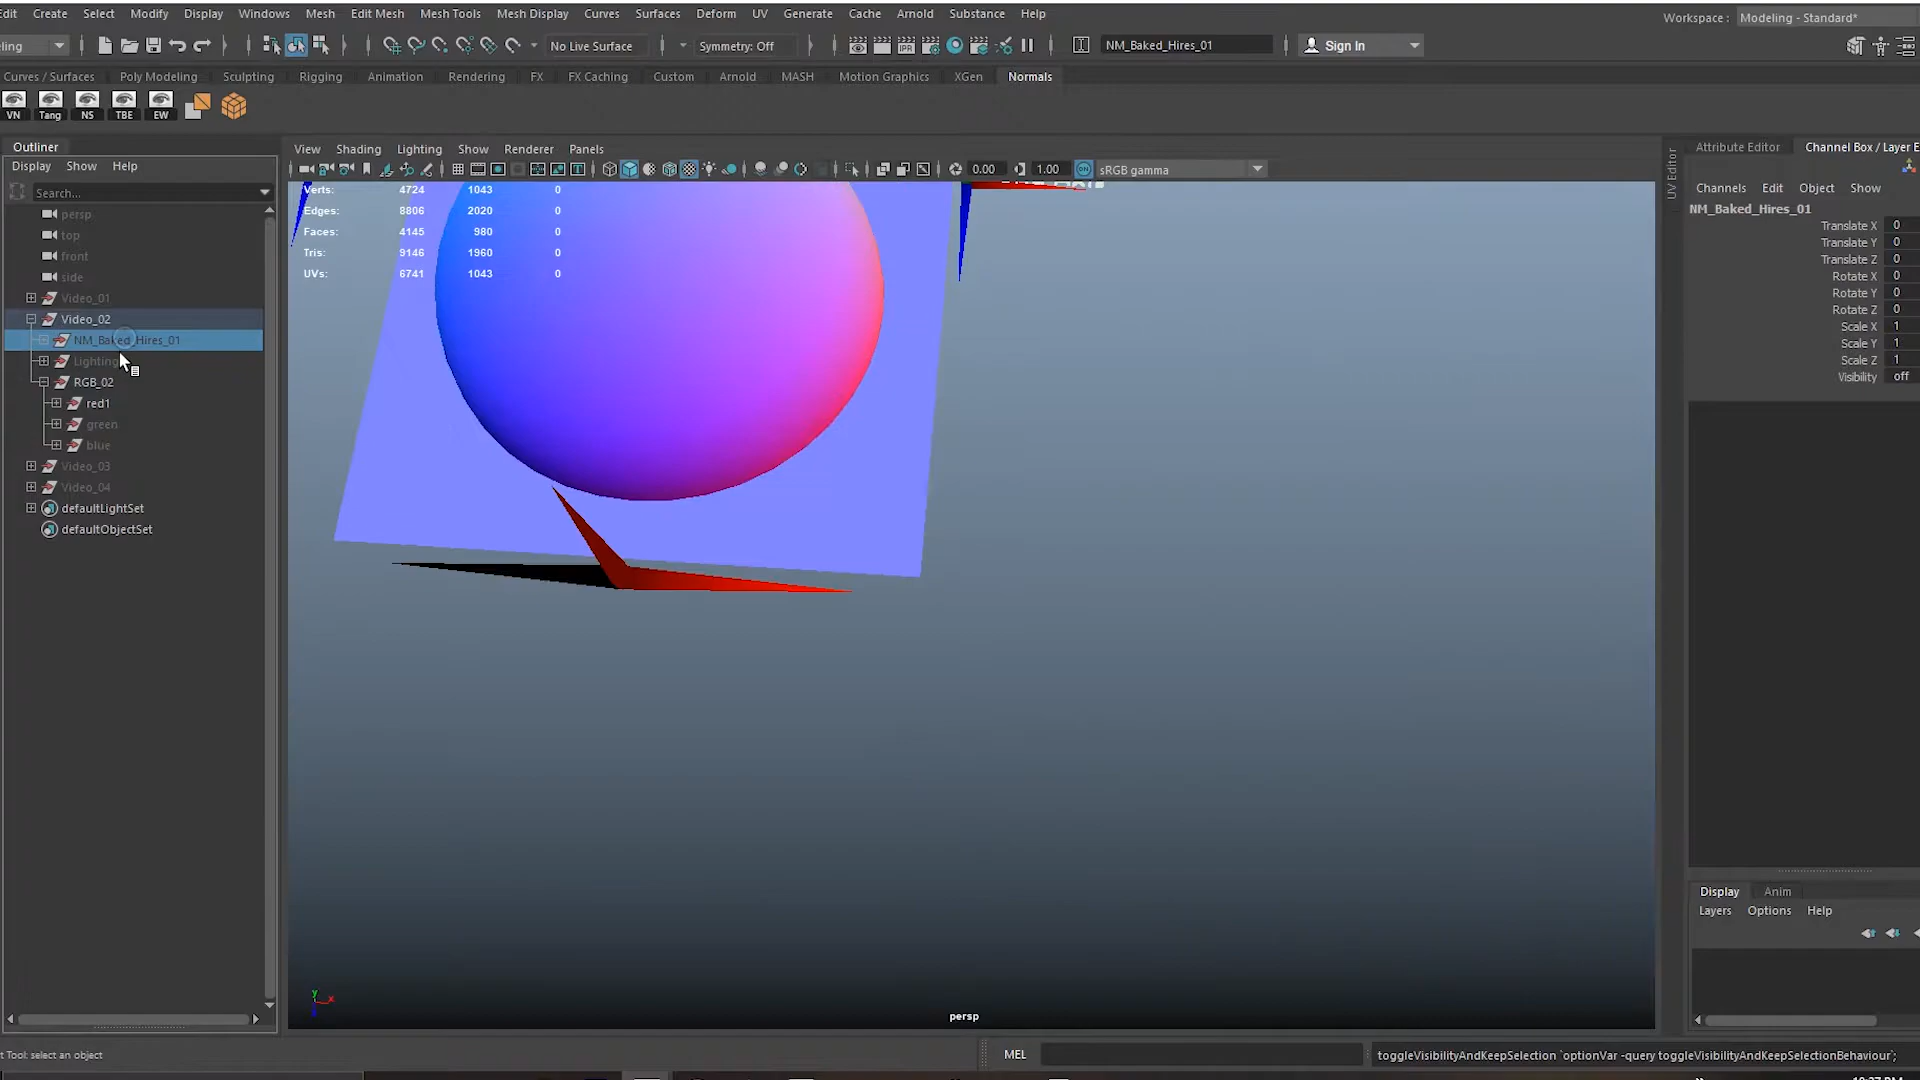 dit Create Select Modify Display Windows Mesh Edit Mesh Mesh Tools Mesh Display Curves Surfaces Deform UV Generate Cache Arnold Substance Help
Workspace : Modeling - Standard*
ling No Live Surface Symmetry: Off IPR NM_Baked_Hires_01 Sign In
Curves / Surfaces Poly Modeling Sculpting Rigging Animation Rendering FX FX Caching Custom Arnold MASH Motion Graphics XGen Normals
VN Tang NS TBE EW
Outliner
Display Show Help
Search...
persp
top
front
side
Video_01
Video_02
NM_Baked_Hires_01
Lighting
RGB_02
red1
green
blue
Video_03
Video_04
defaultLightSet
defaultObjectSet
View Shading Lighting Show Renderer Panels
0.00 1.00 ON sRGB gamma
Verts: 4724 1043 0
Edges: 8806 2020 0
Faces: 4145 980 0
Tris: 9146 1960 0
UVs: 6741 1043 0
y
x
persp
UV Editor
Attribute Editor Channel Box / Layer E
Channels Edit Object Show
NM_Baked_Hires_01
Translate X 0
Translate Y 0
Translate Z 0
Rotate X 0
Rotate Y 0
Rotate Z 0
Scale X 1
Scale Y 1
Scale Z 1
Visibility off
Display Anim
Layers Options Help
t Tool: select an object
MEL
toggleVisibilityAndKeepSelection `optionVar -query toggleVisibilityAndKeepSelectionBehaviour`;